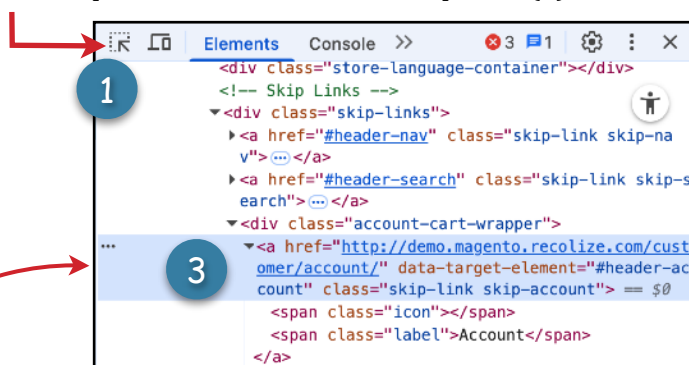 Elements Console >> 3 1
<div class="store-language-container"></div>
<!-- Skip Links -->
1
▼<div class="skip-links">
▶<a href="#header-nav" class="skip-link skip-na
v">⋯</a>
▶<a href="#header-search" class="skip-link skip-s
earch">⋯</a>
▼<div class="account-cart-wrapper">
⋯ ▼<a href="http://demo.magento.recolize.com/cust
3 omer/account/" data-target-element="#header-ac
count" class="skip-link skip-account"> == $0
<span class="icon"></span>
<span class="label">Account</span>
</a>